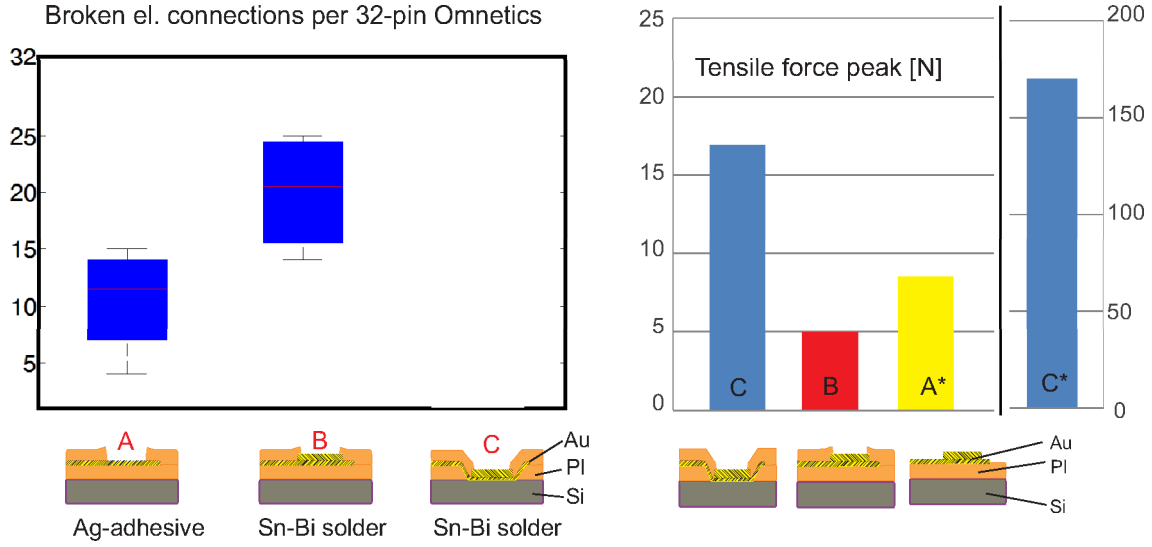 Broken el. connections per 32-pin Omnetics
32
25
20
15
10
5
A
B
C
Au
PI
Si
Ag-adhesive
Sn-Bi solder
Sn-Bi solder
Tensile force peak [N]
25
20
15
10
5
0
C
B
A*
C*
200
150
100
50
0
Au
PI
Si